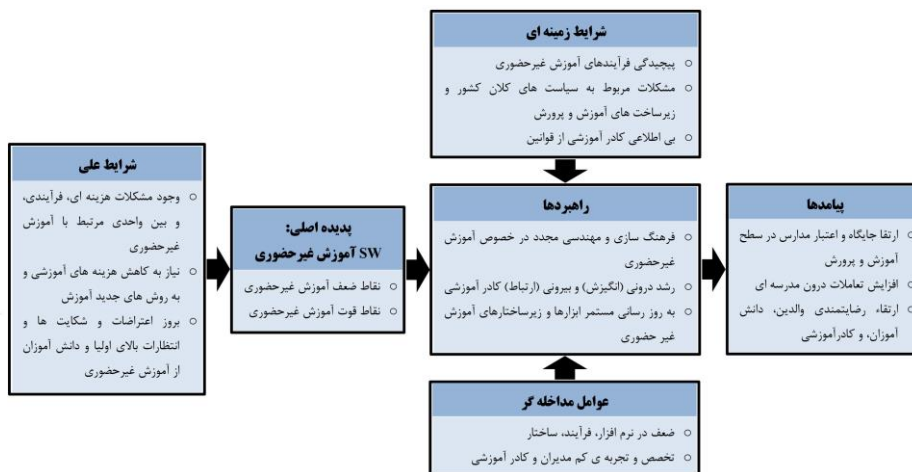 شرایط زمینه ای
پیچیدگی فرآیندهای آموزش غیرحضوری
مشکلات مربوط به سیاست های کلان کشور و
زیرساخت های آموزش و پرورش
بی اطلاعی کادر آموزشی از قوانین
شرایط علی
وجود مشکلات هزینه ای، فرآیندی،
و بین واحدی مرتبط با آموزش
غیرحضوری
نیاز به کاهش هزینه های آموزشی و
به روش های جدید آموزش
بروز اعتراضات و شکایت ها و
انتظارات بالای اولیا و دانش آموزان
از آموزش غیرحضوری
پدیده اصلی:
SW آموزش غیرحضوری
نقاط ضعف آموزش غیرحضوری
نقاط قوت آموزش غیرحضوری
راهبردها
فرهنگ سازی و مهندسی مجدد در خصوص آموزش
غیرحضوری
رشد درونی (انگیزش) و بیرونی (ارتباط) کادر آموزشی
به روز رسانی مستمر ابزارها و زیرساختارهای آموزش
غیر حضوری
پیامدها
ارتقا جایگاه و اعتبار مدارس در سطح
آموزش و پرورش
افزایش تعاملات درون مدرسه ای
ارتقاء رضایتمندی والدین، دانش
آموزان، و کادرآموزشی
عوامل مداخله گر
ضعف در نرم افزار، فرآیند، ساختار
تخصص و تجربه ی کم مدیران و کادر آموزشی